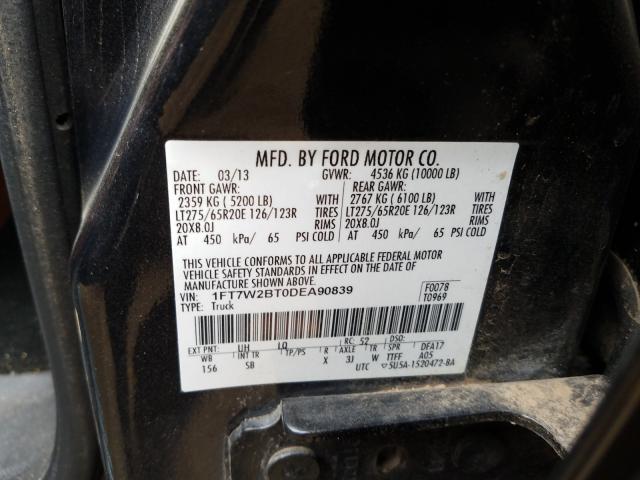 MFD. BY FORD MOTOR CO.
DATE: 03/13 GVWR: 4536 KG (10000 LB)
FRONT GAWR: REAR GAWR:
2359 KG ( 5200 LB) WITH 2767 KG ( 6100 LB) WITH
LT275/65R20E 126/123R TIRES LT275/65R20E 126/123R TIRES
20X8.0J RIMS 20X8.0J RIMS
AT 450 kPa/ 65 PSI COLD AT 450 kPa/ 65 PSI COLD
THIS VEHICLE CONFORMS TO ALL APPLICABLE FEDERAL MOTOR
VEHICLE SAFETY STANDARDS IN EFFECT ON THE DATE OF
MANUFACTURE SHOWN ABOVE.
VIN: 1FT7W2BT0DEA90839 F0078
TYPE: Truck T0969
RC: 52 DSO:
EXT PNT: UH LQ DFA17
WB INT TR TP/PS R AXLE TR SPR A05
156 SB X 3J W TTFF
UTC ▽5U5A-1520472-BA